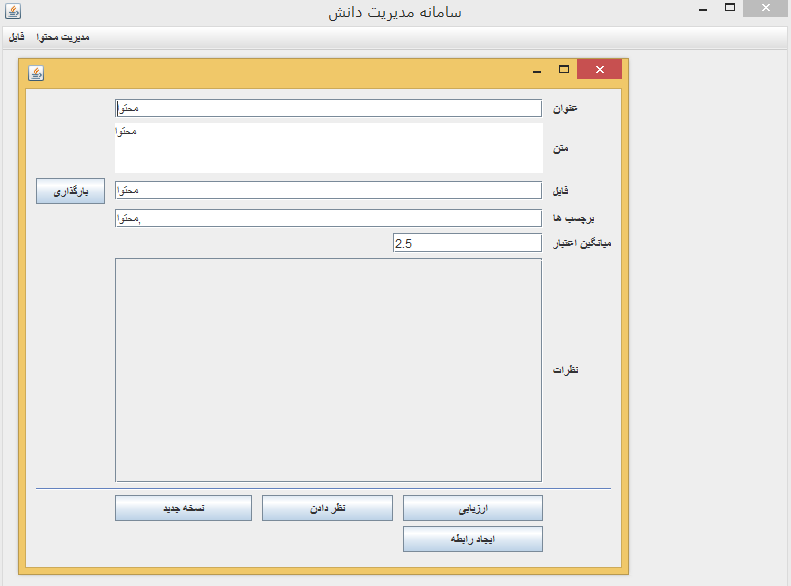 سامانه مدیریت دانش
فایل مدیریت محتوا
عنوان محتوا
متن محتوا
فایل محتوا بارگذاری
برچسب ها محتوا,
میانگین اعتبار 2.5
نظرات
ارزیابی نظر دادن نسخه جدید
ایجاد رابطه